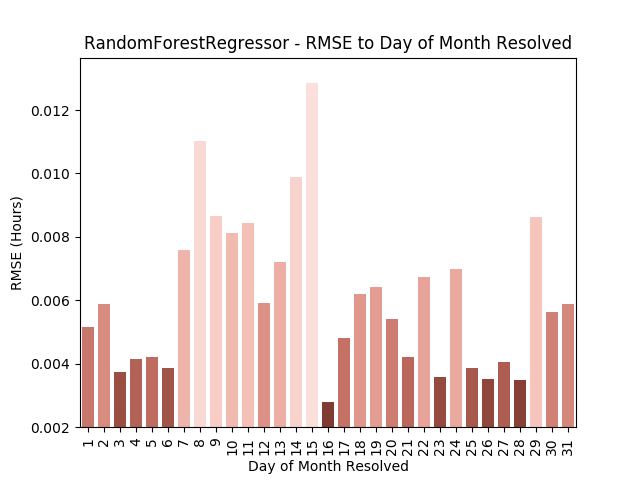 RandomForestRegressor - RMSE to Day of Month Resolved
RMSE (Hours)
0.012
0.010
0.008
0.006
0.004
0.002
1 2 3 4 5 6 7 8 9 10 11 12 13 14 15 16 17 18 19 20 21 22 23 24 25 26 27 28 29 30 31
Day of Month Resolved